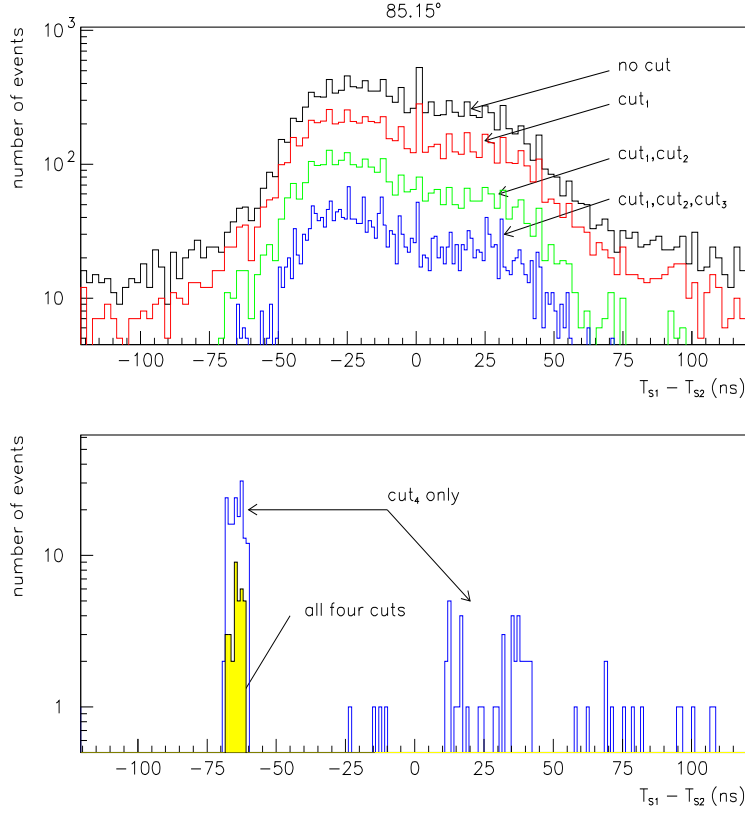 85.15°
number of events
10³
10²
10
no cut
cut₁
cut₁,cut₂
cut₁,cut₂,cut₃
−100 −75 −50 −25 0 25 50 75 100
T_S1 − T_S2 (ns)
number of events
10
1
cut₄ only
all four cuts
−100 −75 −50 −25 0 25 50 75 100
T_S1 − T_S2 (ns)